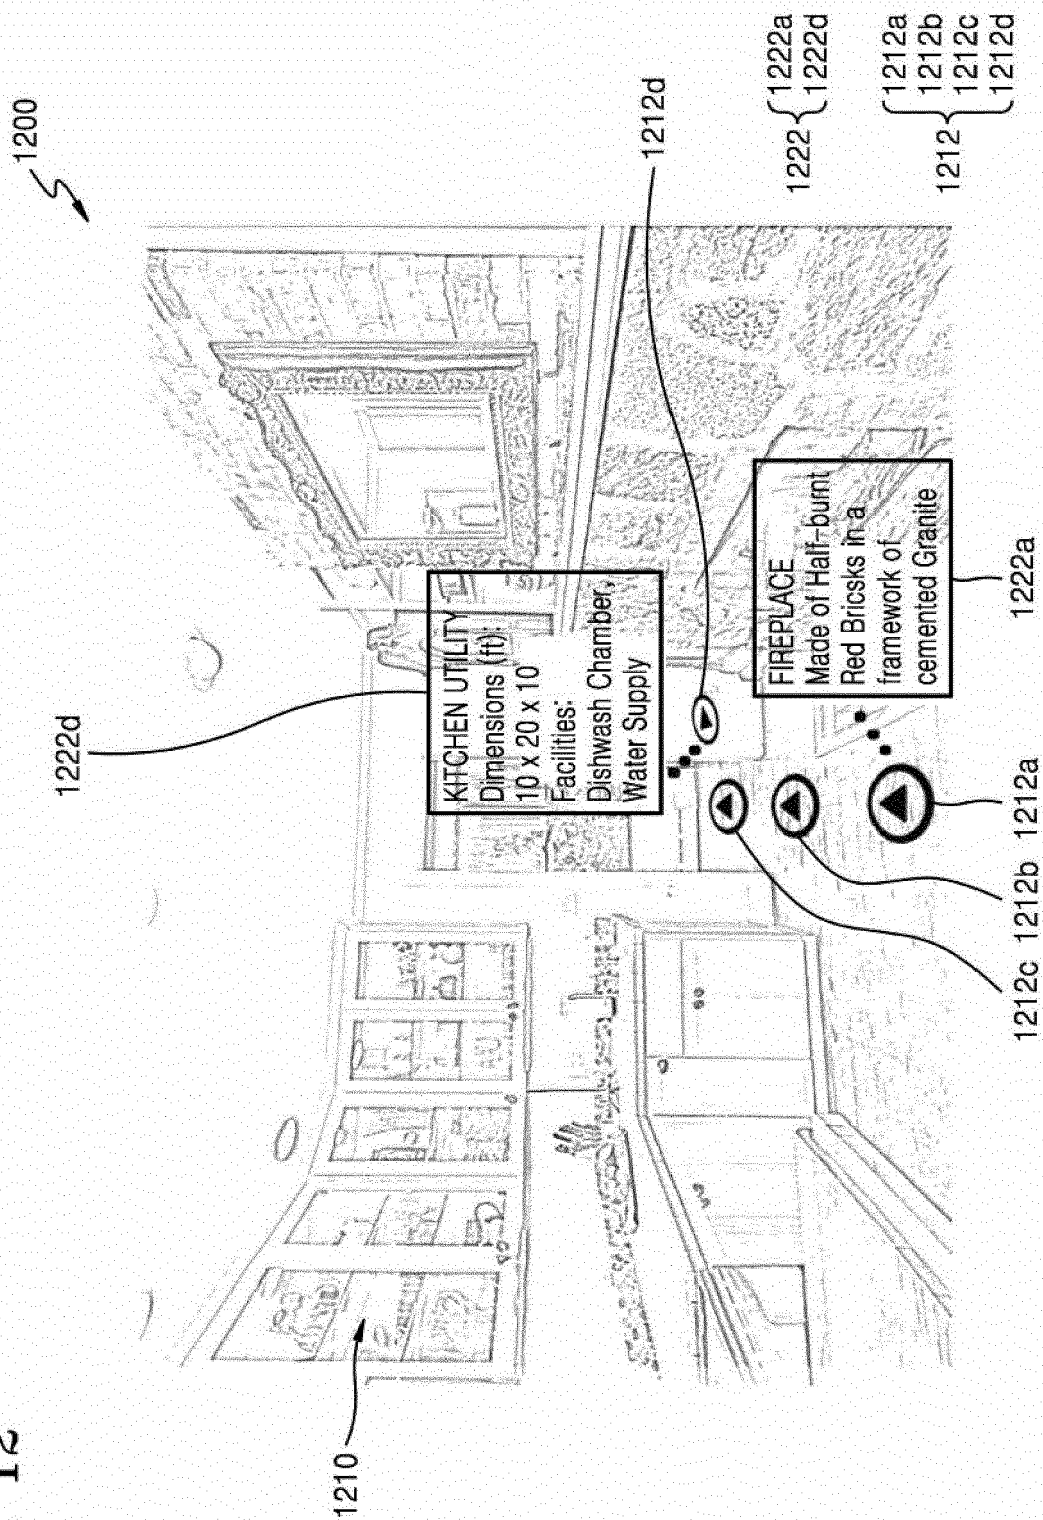 12
1200
1210
1222d
KITCHEN UTILITY
Dimensions (ft):
10 x 20 x 10
Facilities:
Dishwash Chamber,
Water Supply
1212d
1222 { 1222a
1222d
1212 { 1212a
1212b
1212c
1212d
FIREPLACE
Made of Half-burnt
Red Bricsks in a
framework of
cemented Granite
1222a
1212c
1212b
1212a